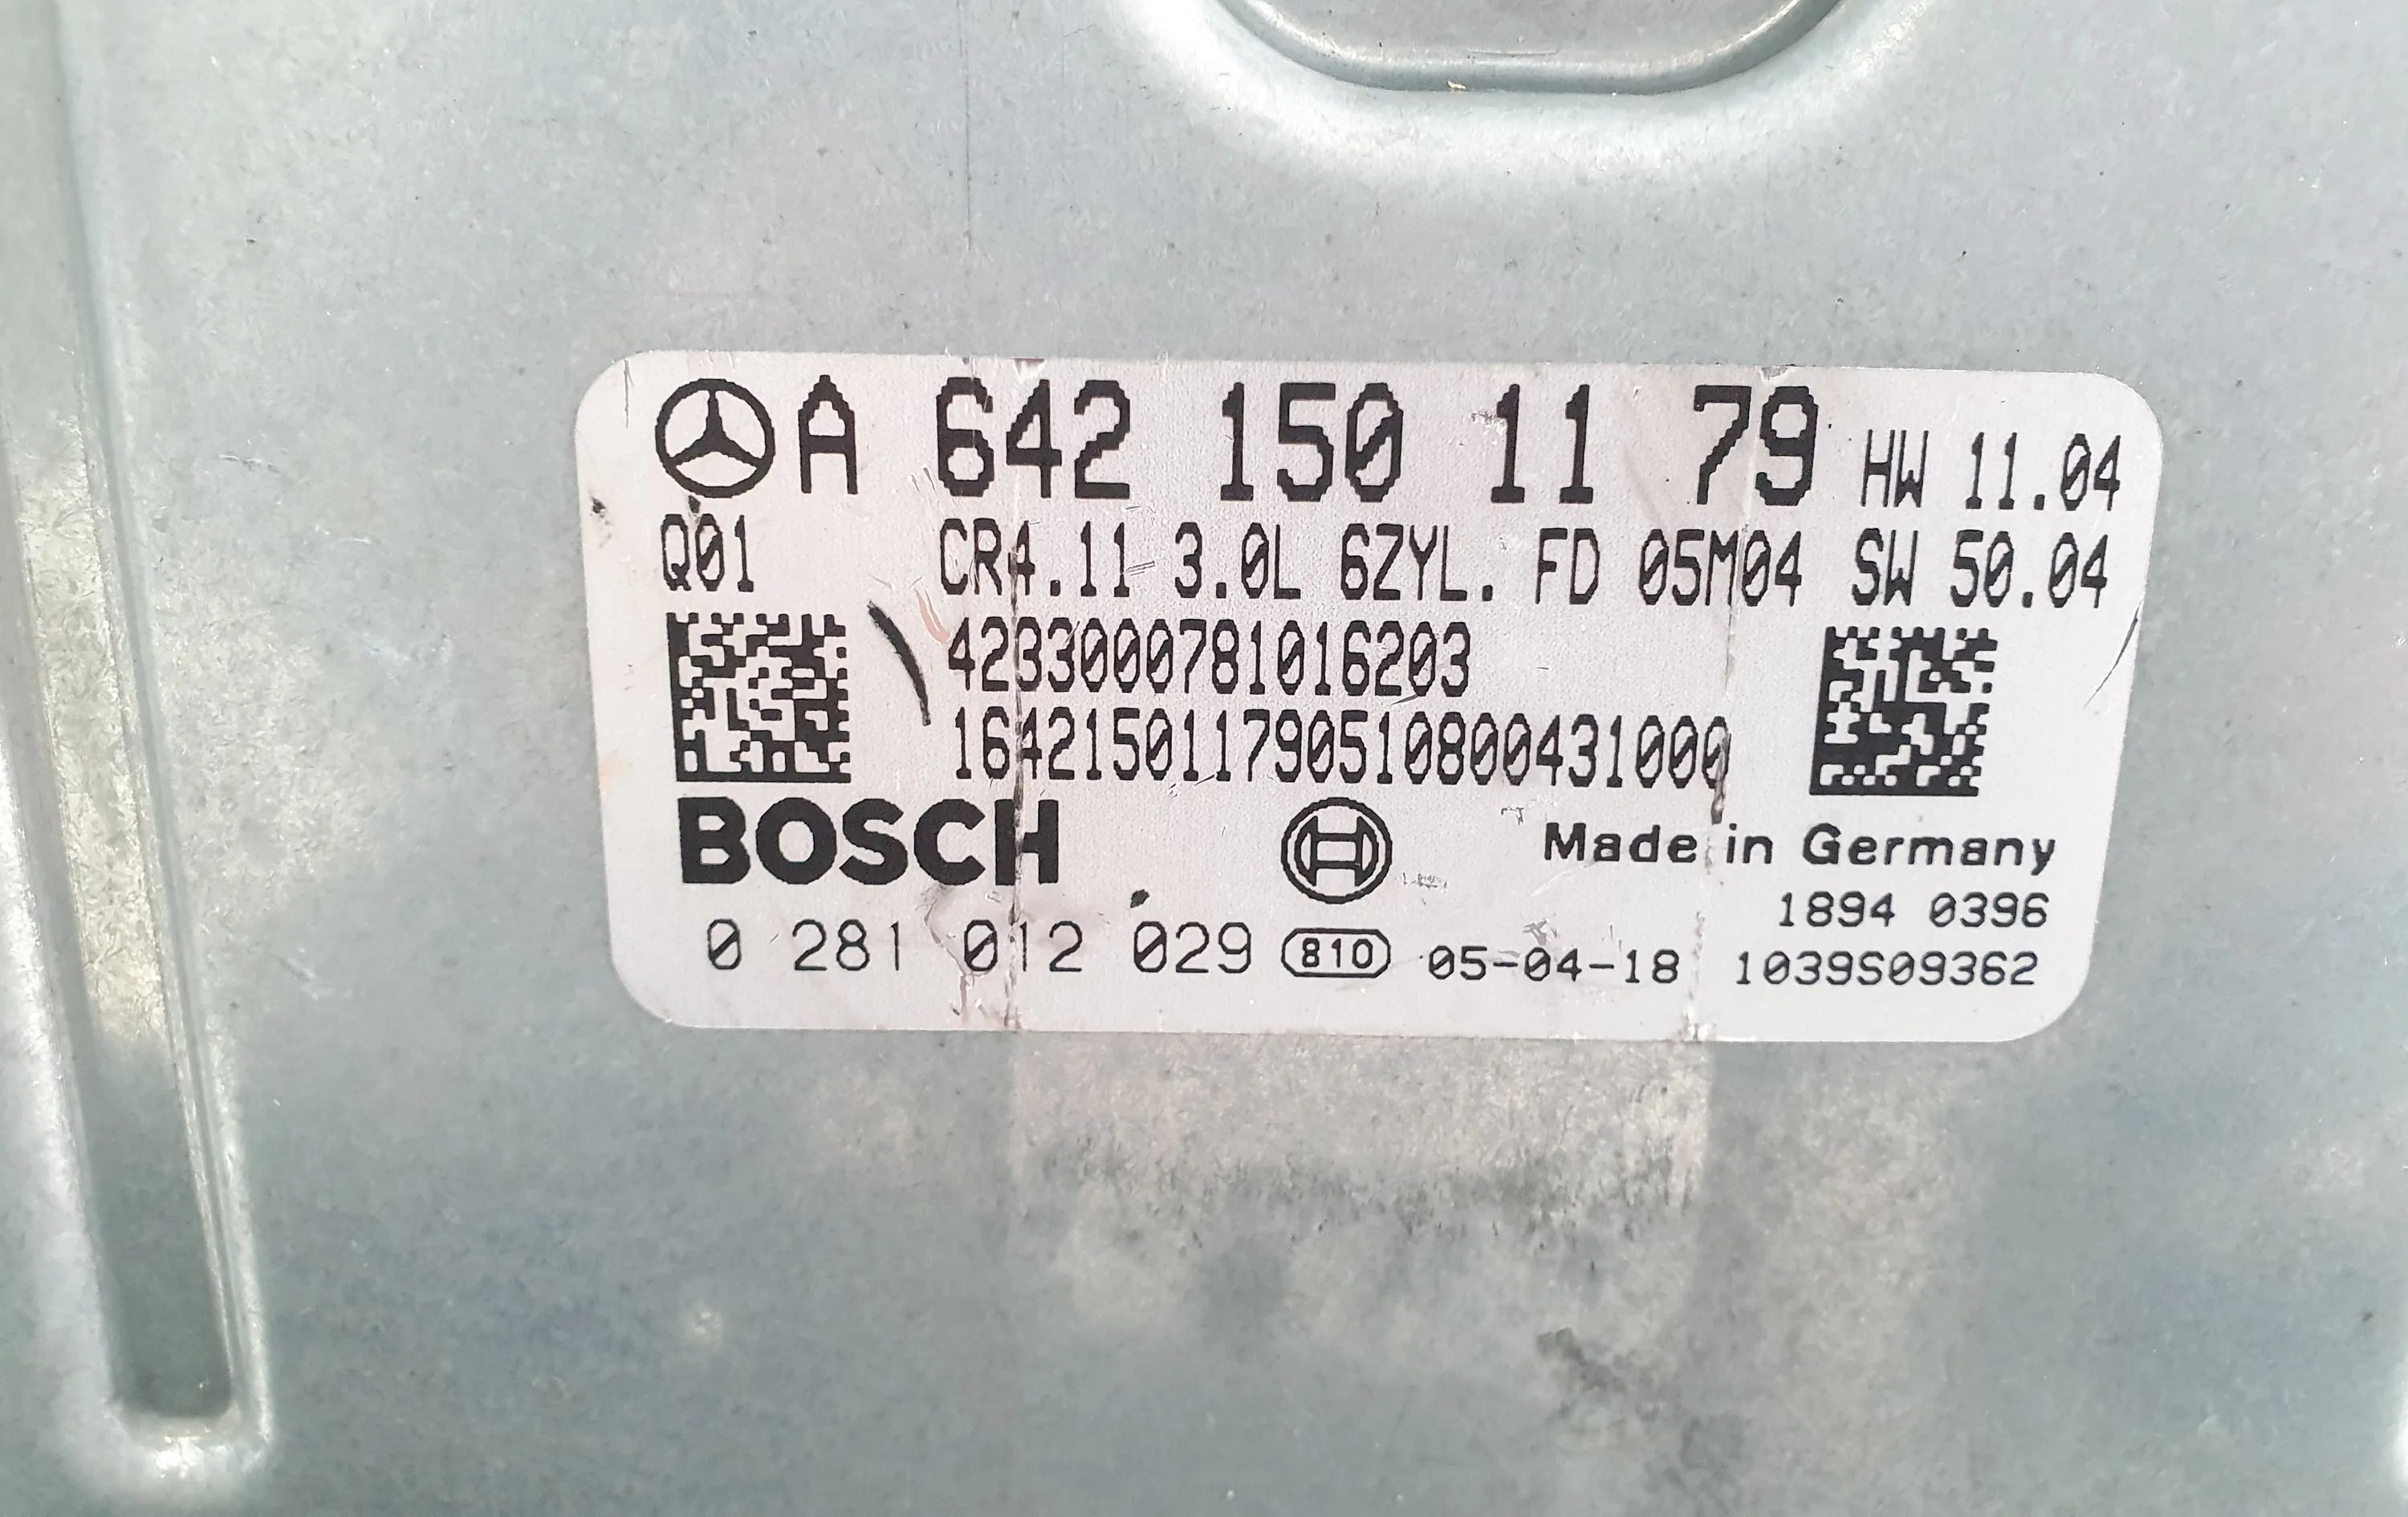 A 642 150 11 79 HW 11.04
Q01 CR4.11 3.0L 6ZYL. FD 05M04 SW 50.04
4233000781016203
164215011790510800431000
BOSCH Made in Germany
1894 0396
0 281 012 029 810 05-04-18 1039S09362